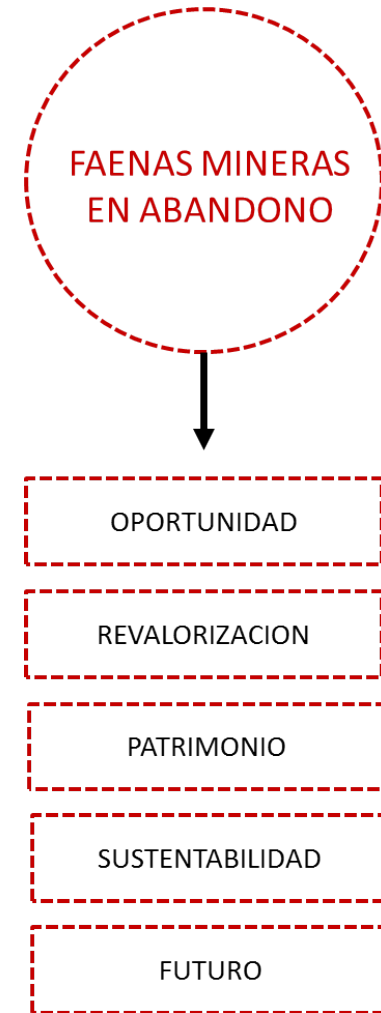 FAENAS MINERAS
EN ABANDONO
OPORTUNIDAD
REVALORIZACION
PATRIMONIO
SUSTENTABILIDAD
FUTURO